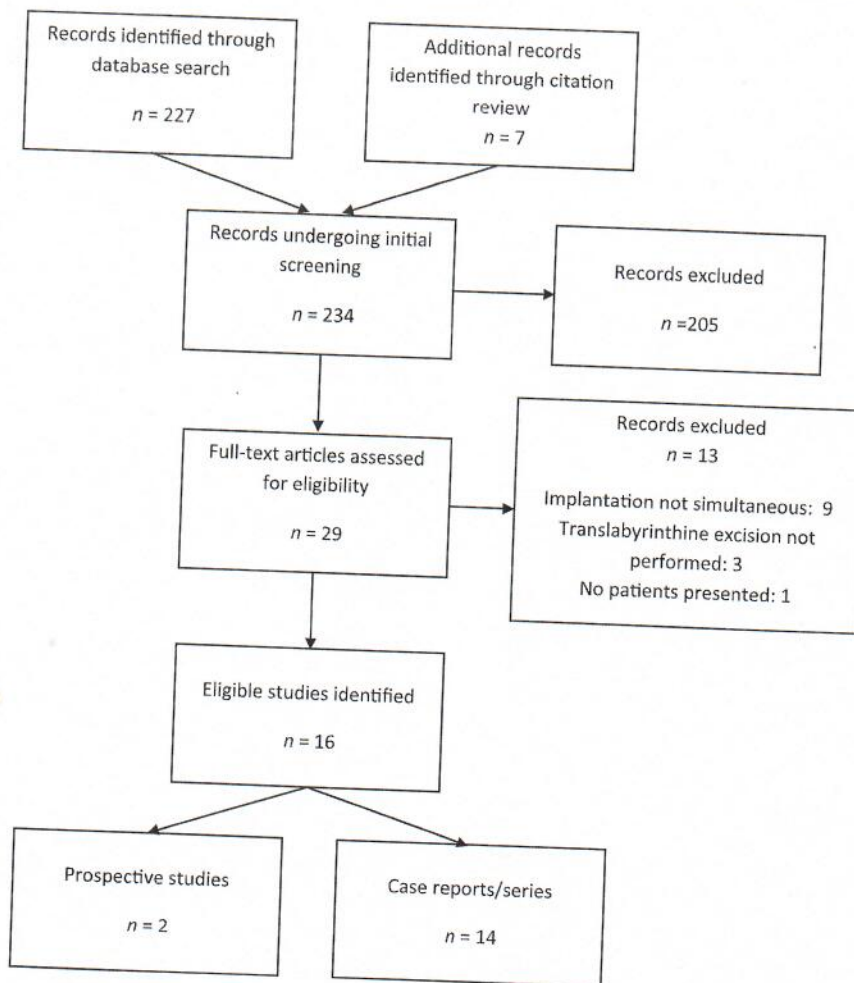 Records identified through
database search
n = 227
Additional records
identified through citation
review
n = 7
Records undergoing initial
screening
n = 234
Records excluded
n =205
Full-text articles assessed
for eligibility
n = 29
Records excluded
n = 13
Implantation not simultaneous: 9
Translabyrinthine excision not
performed: 3
No patients presented: 1
Eligible studies identified
n = 16
Prospective studies
n = 2
Case reports/series
n = 14